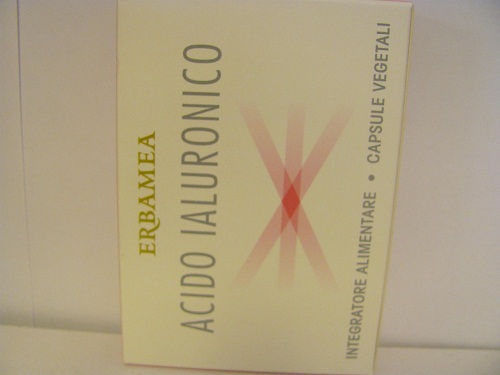 ERBAMEA
ACIDO IALURONICO
INTEGRATORE ALIMENTARE • CAPSULE VEGETALI